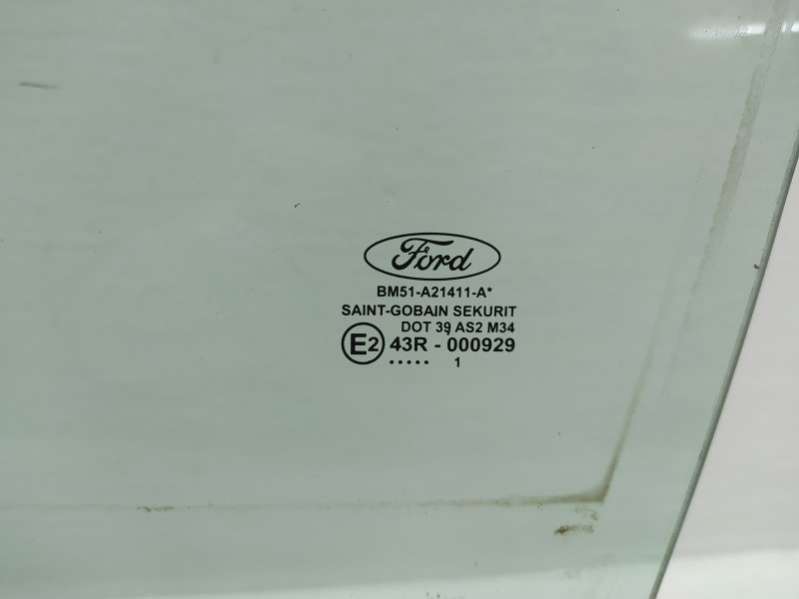 Ford
BM51-A21411-A*
SAINT-GOBAIN SEKURIT
DOT 39 AS2 M34
E2 43R - 000929
..... 1